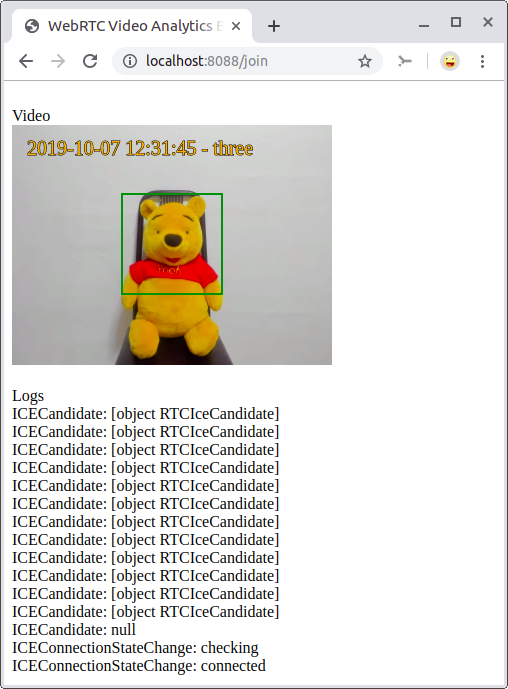 WebRTC Video Analytics
localhost:8088/join
Video
2019-10-07 12:31:45 - three
Logs
ICECandidate: [object RTCIceCandidate]
ICECandidate: [object RTCIceCandidate]
ICECandidate: [object RTCIceCandidate]
ICECandidate: [object RTCIceCandidate]
ICECandidate: [object RTCIceCandidate]
ICECandidate: [object RTCIceCandidate]
ICECandidate: [object RTCIceCandidate]
ICECandidate: [object RTCIceCandidate]
ICECandidate: [object RTCIceCandidate]
ICECandidate: [object RTCIceCandidate]
ICECandidate: [object RTCIceCandidate]
ICECandidate: [object RTCIceCandidate]
ICECandidate: null
ICEConnectionStateChange: checking
ICEConnectionStateChange: connected